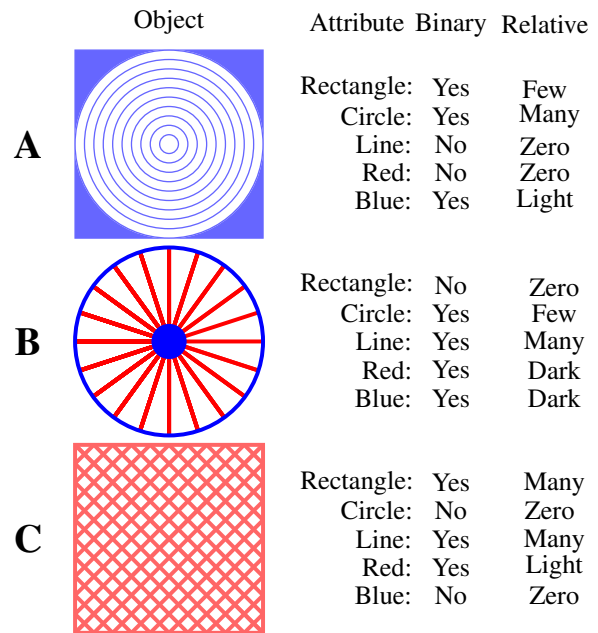 Object Attribute Binary Relative
A
Rectangle: Yes Few
Circle: Yes Many
Line: No Zero
Red: No Zero
Blue: Yes Light
B
Rectangle: No Zero
Circle: Yes Few
Line: Yes Many
Red: Yes Dark
Blue: Yes Dark
C
Rectangle: Yes Many
Circle: No Zero
Line: Yes Many
Red: Yes Light
Blue: No Zero